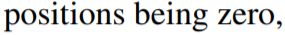 positions being zero,